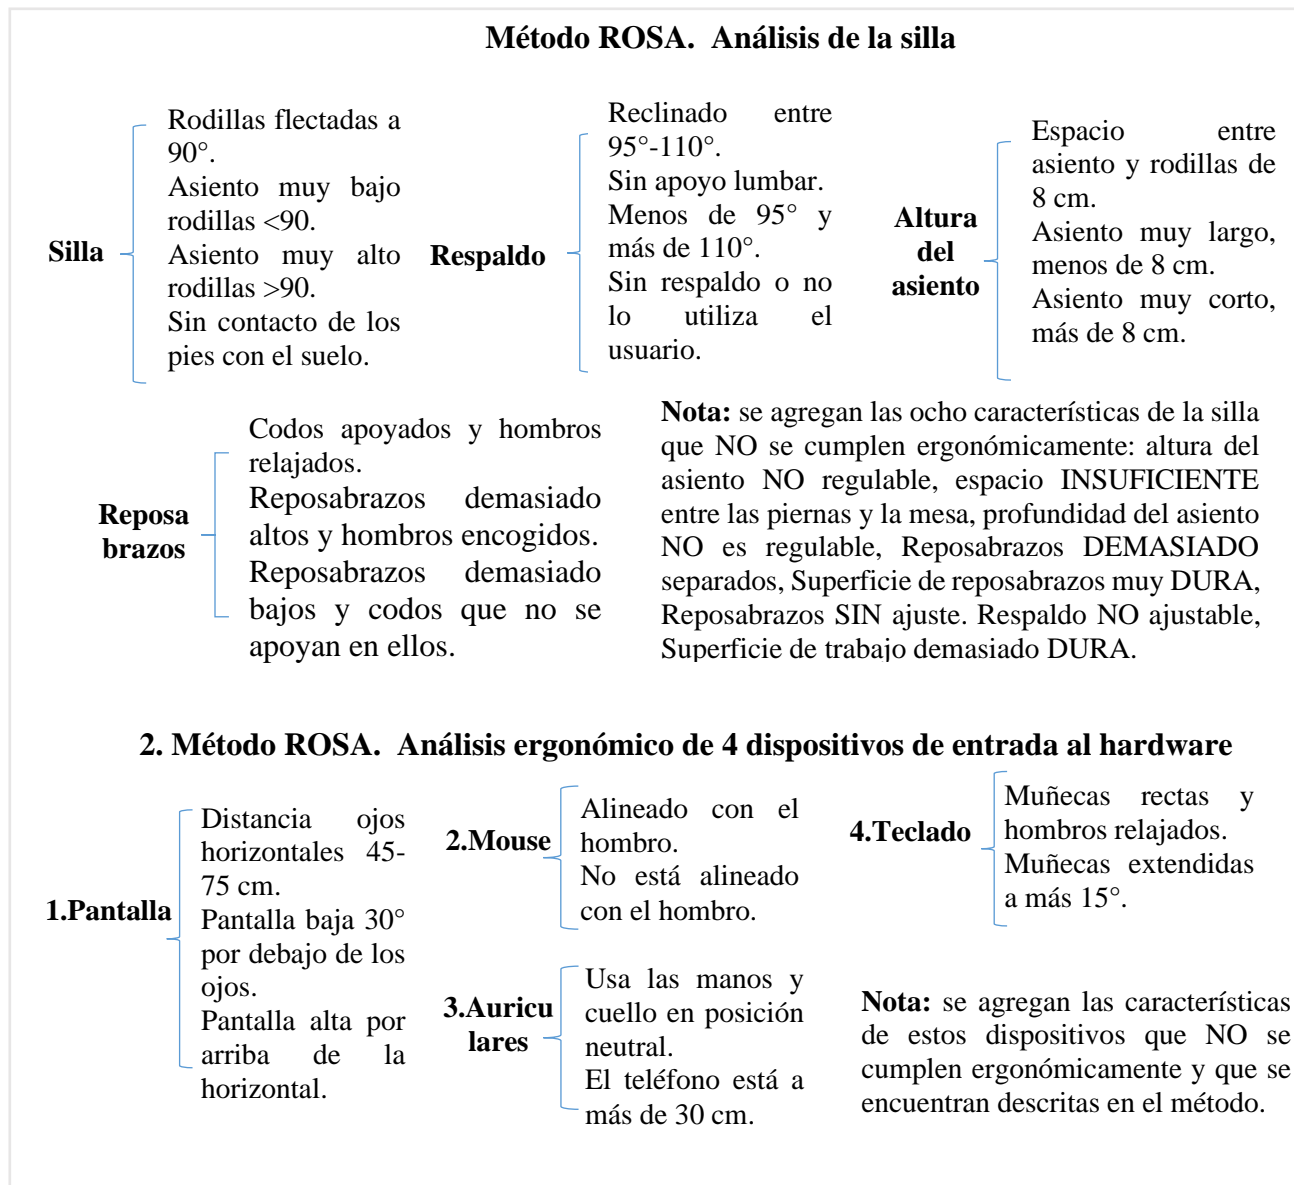 Método ROSA. Análisis de la silla
Silla
Rodillas flectadas a
90°.
Asiento muy bajo
rodillas <90.
Asiento muy alto
rodillas >90.
Sin contacto de los
pies con el suelo.
Respaldo
Reclinado entre
95°-110°.
Sin apoyo lumbar.
Menos de 95° y
más de 110°.
Sin respaldo o no
lo utiliza el
usuario.
Altura
del
asiento
Espacio entre
asiento y rodillas de
8 cm.
Asiento muy largo,
menos de 8 cm.
Asiento muy corto,
más de 8 cm.
Reposa
brazos
Codos apoyados y hombros
relajados.
Reposabrazos demasiado
altos y hombros encogidos.
Reposabrazos demasiado
bajos y codos que no se
apoyan en ellos.
Nota: se agregan las ocho características de la silla
que NO se cumplen ergonómicamente: altura del
asiento NO regulable, espacio INSUFICIENTE
entre las piernas y la mesa, profundidad del asiento
NO es regulable, Reposabrazos DEMASIADO
separados, Superficie de reposabrazos muy DURA,
Reposabrazos SIN ajuste. Respaldo NO ajustable,
Superficie de trabajo demasiado DURA.
2. Método ROSA. Análisis ergonómico de 4 dispositivos de entrada al hardware
1.Pantalla
Distancia ojos
horizontales 45-
75 cm.
Pantalla baja 30°
por debajo de los
ojos.
Pantalla alta por
arriba de la
horizontal.
2.Mouse
Alineado con el
hombro.
No está alineado
con el hombro.
3.Auricu
lares
Usa las manos y
cuello en posición
neutral.
El teléfono está a
más de 30 cm.
4.Teclado
Muñecas rectas y
hombros relajados.
Muñecas extendidas
a más 15°.
Nota: se agregan las características
de estos dispositivos que NO se
cumplen ergonómicamente y que se
encuentran descritas en el método.